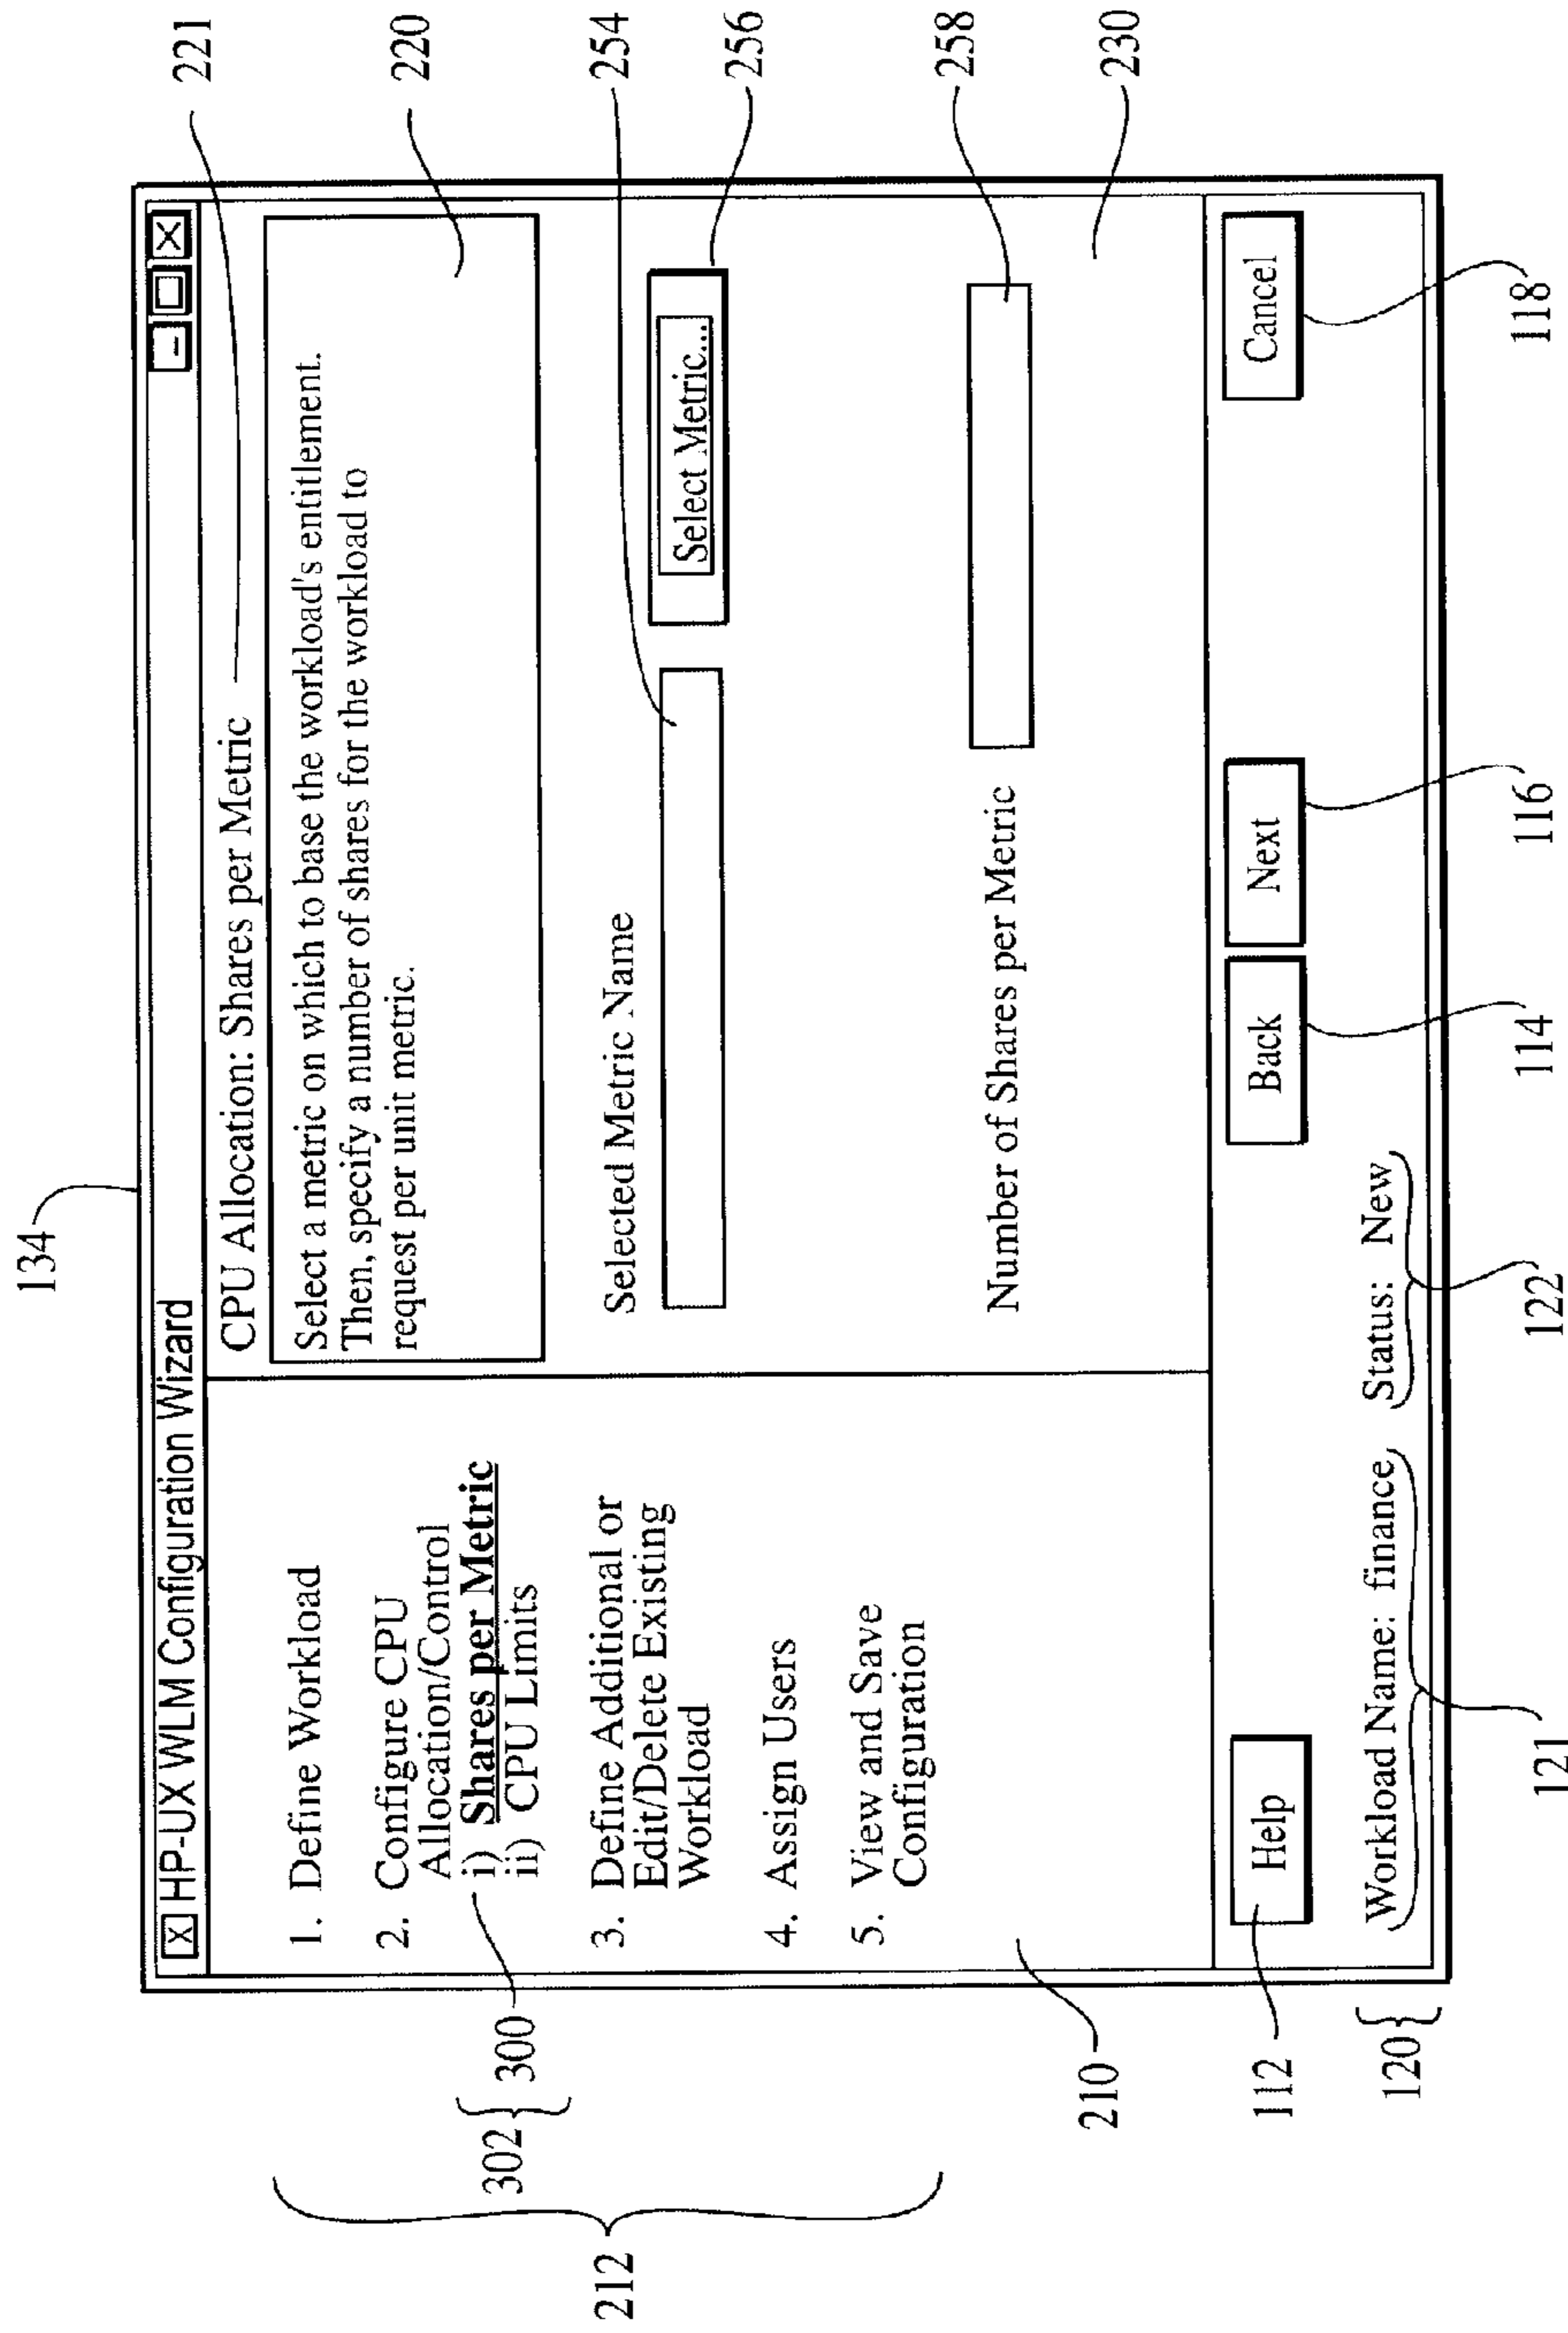 134
X HP-UX WLM Configuration Wizard
221
220
254
256
258
230
1. Define Workload
2. Configure CPU
Allocation/Control
i) Shares per Metric
ii) CPU Limits
3. Define Additional or
Edit/Delete Existing
Workload
4. Assign Users
5. View and Save
Configuration
CPU Allocation: Shares per Metric
Select a metric on which to base the workload's entitlement.
Then, specify a number of shares for the workload to
request per unit metric.
Selected Metric Name
Select Metric...
Number of Shares per Metric
Help
Back
Next
Cancel
Workload Name: finance
Status: New
212
302
300
210
112
120
121
122
114
116
118